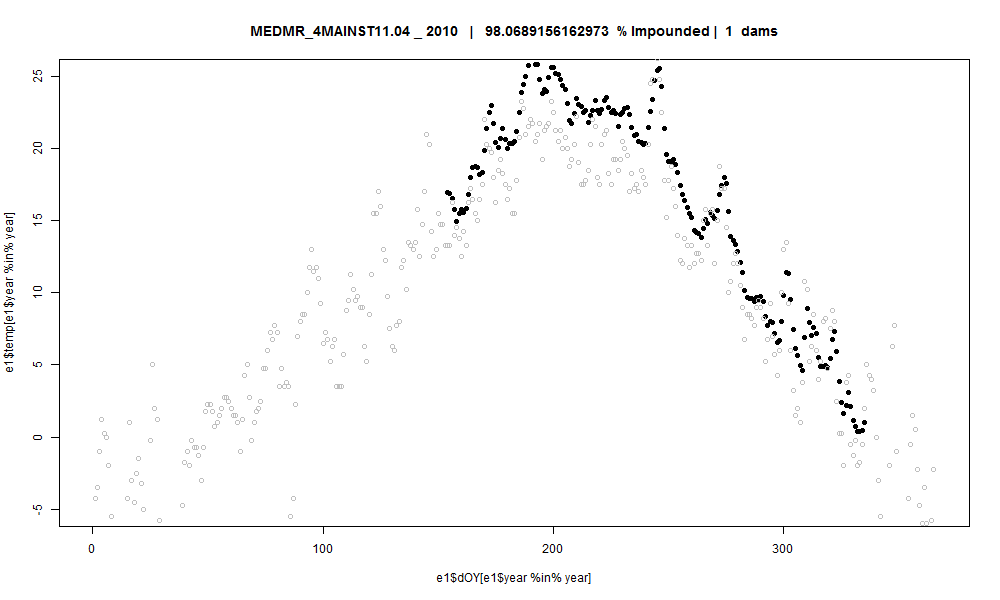 MEDMR_4MAINST11.04 _ 2010 | 98.0689156162973 % Impounded | 1 dams
e1$temp[e1$year %in% year]
25
20
15
10
5
0
-5
0 100 200 300
e1$dOY[e1$year %in% year]